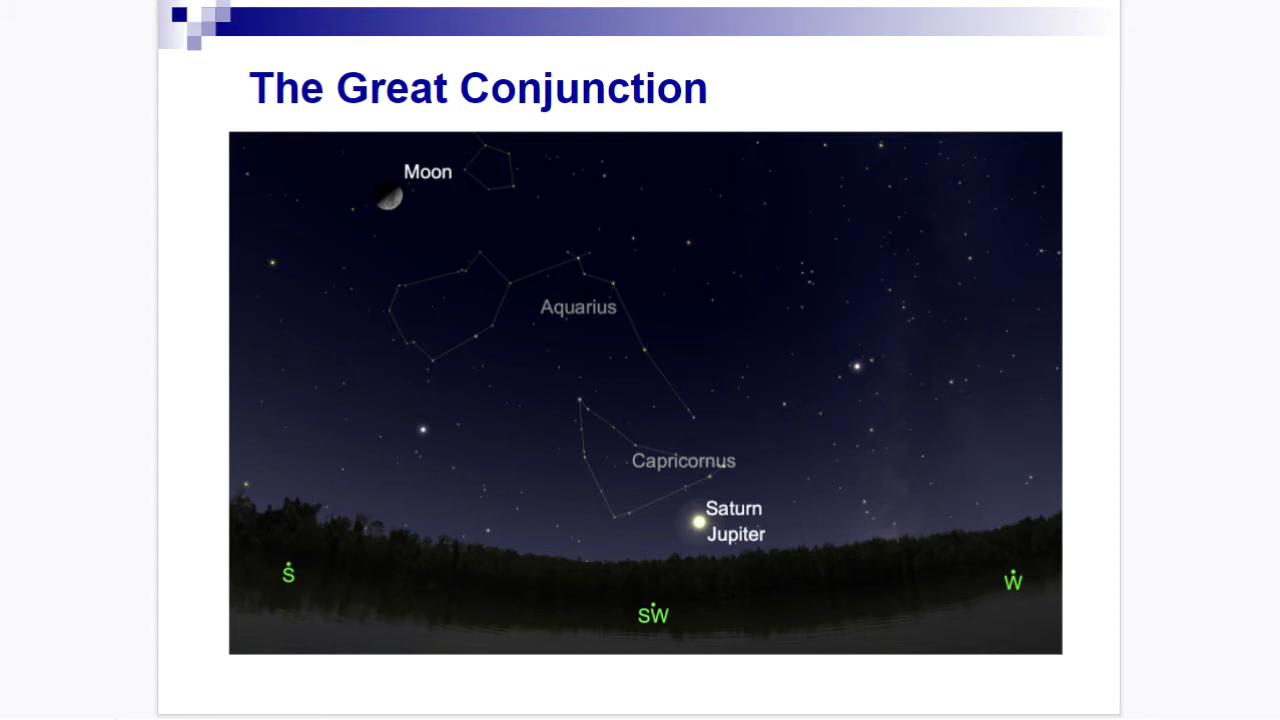 The Great Conjunction
Moon
Aquarius
Capricornus
Saturn
Jupiter
S
SW
W